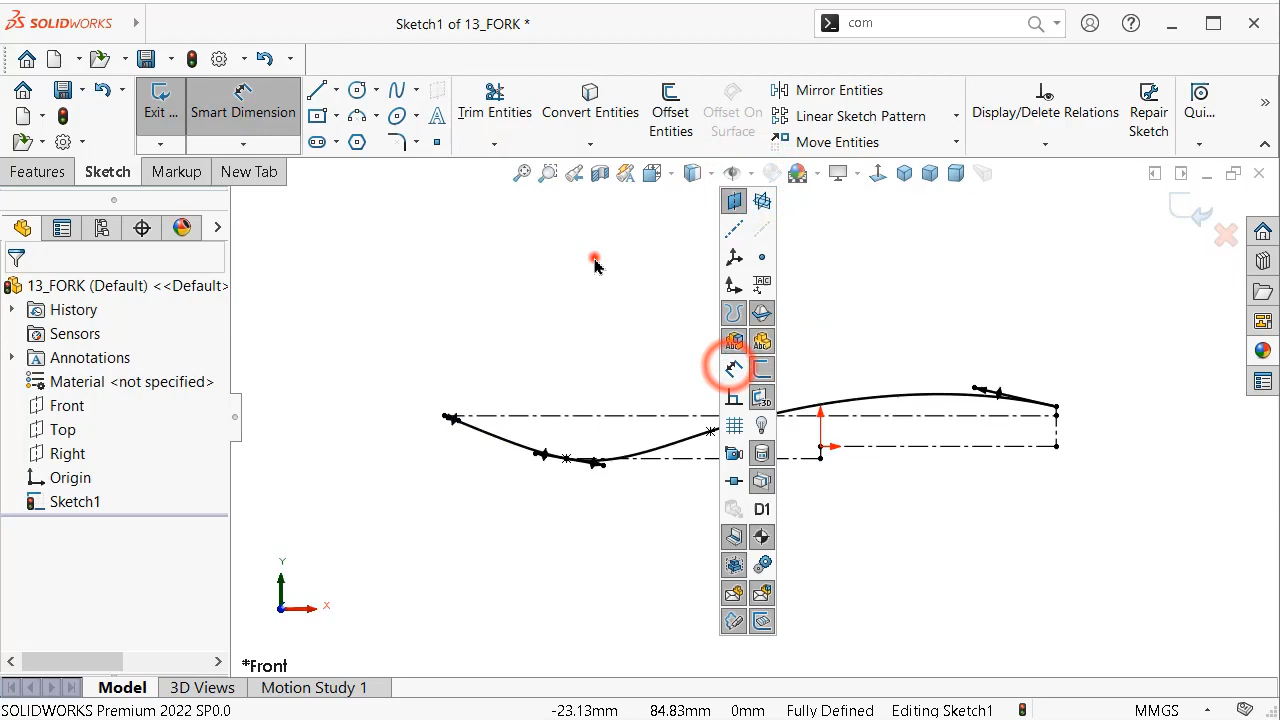 SOLIDWORKS
Sketch1 of 13_FORK *
com
Exit ...
Smart Dimension
Trim Entities
Convert Entities
Offset Entities
Offset On Surface
Mirror Entities
Linear Sketch Pattern
Move Entities
Display/Delete Relations
Repair Sketch
Qui...
Features
Sketch
Markup
New Tab
13_FORK (Default) <<Default>
History
Sensors
Annotations
Material <not specified>
Front
Top
Right
Origin
Sketch1
D1
Y
X
*Front
Model
3D Views
Motion Study 1
SOLIDWORKS Premium 2022 SP0.0
-23.13mm
84.83mm
0mm
Fully Defined
Editing Sketch1
MMGS